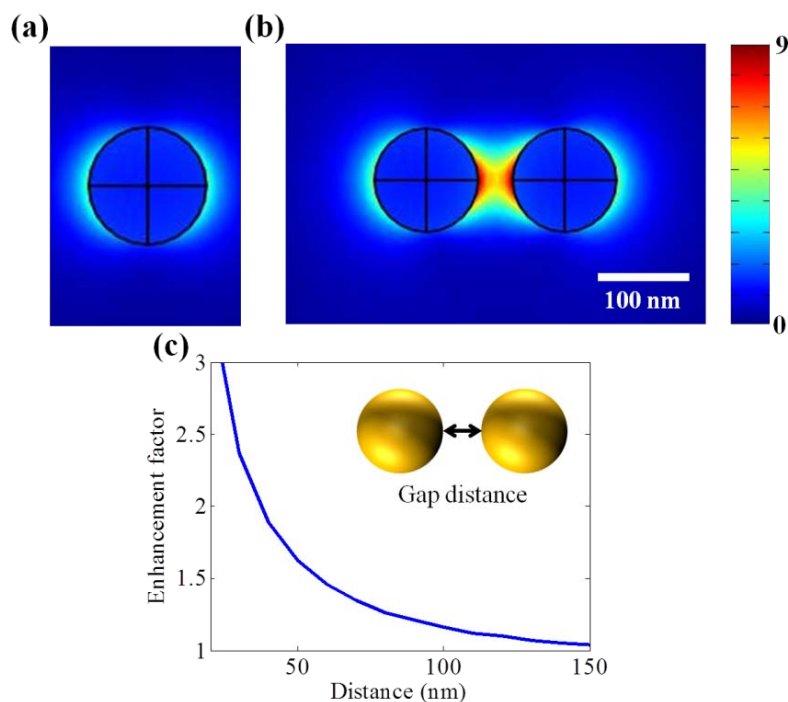 (a)
(b)
9
100 nm
0
(c)
3
2.5
2
1.5
1
Enhancement factor
Gap distance
50
100
150
Distance (nm)